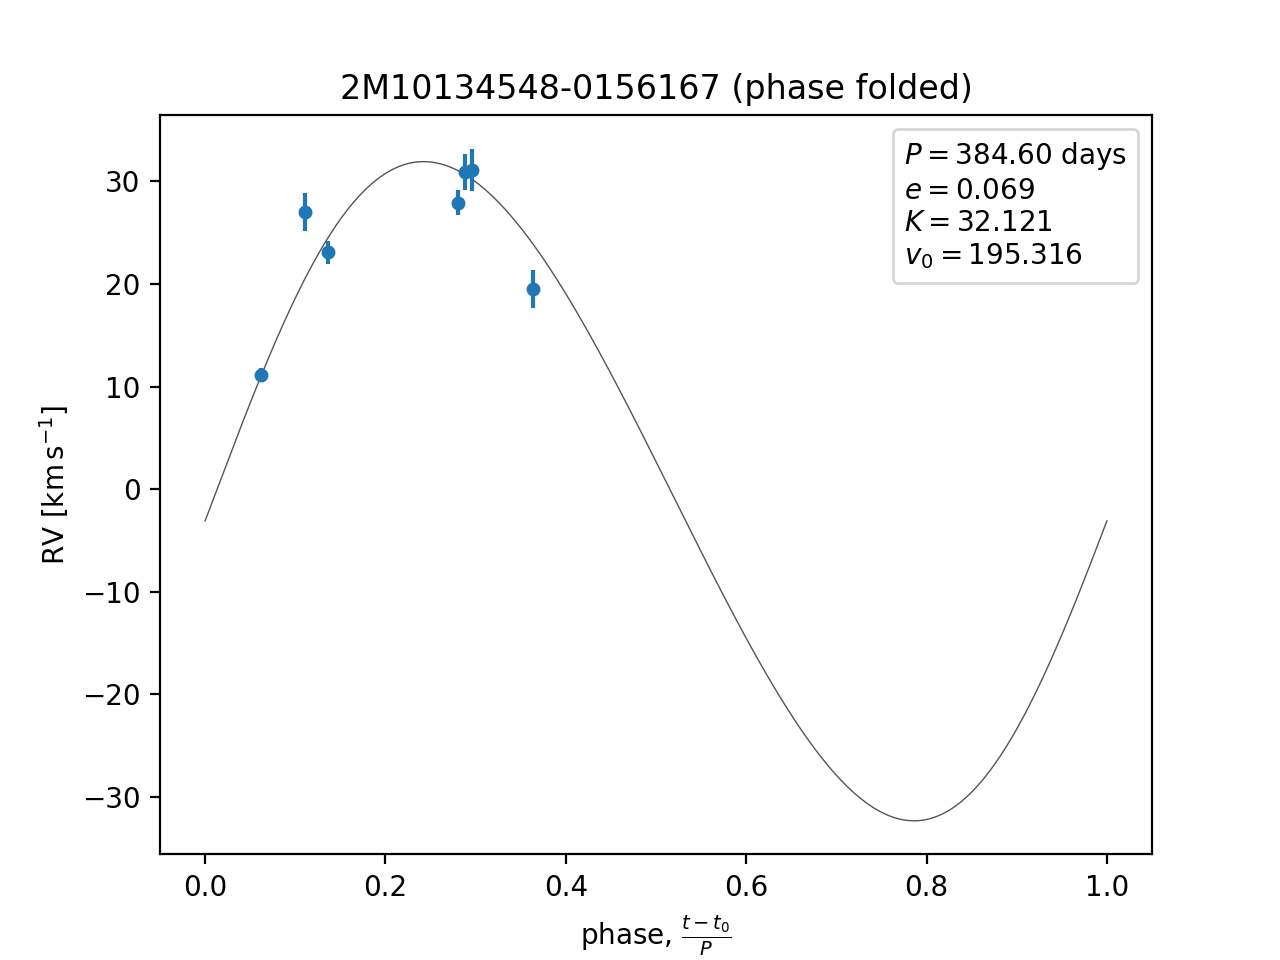 2M10134548-0156167 (phase folded)
P = 384.60 days
e = 0.069
K = 32.121
v₀ = 195.316
30
20
10
0
−10
−20
−30
RV [km s⁻¹]
0.0 0.2 0.4 0.6 0.8 1.0
phase, (t − t₀)/P